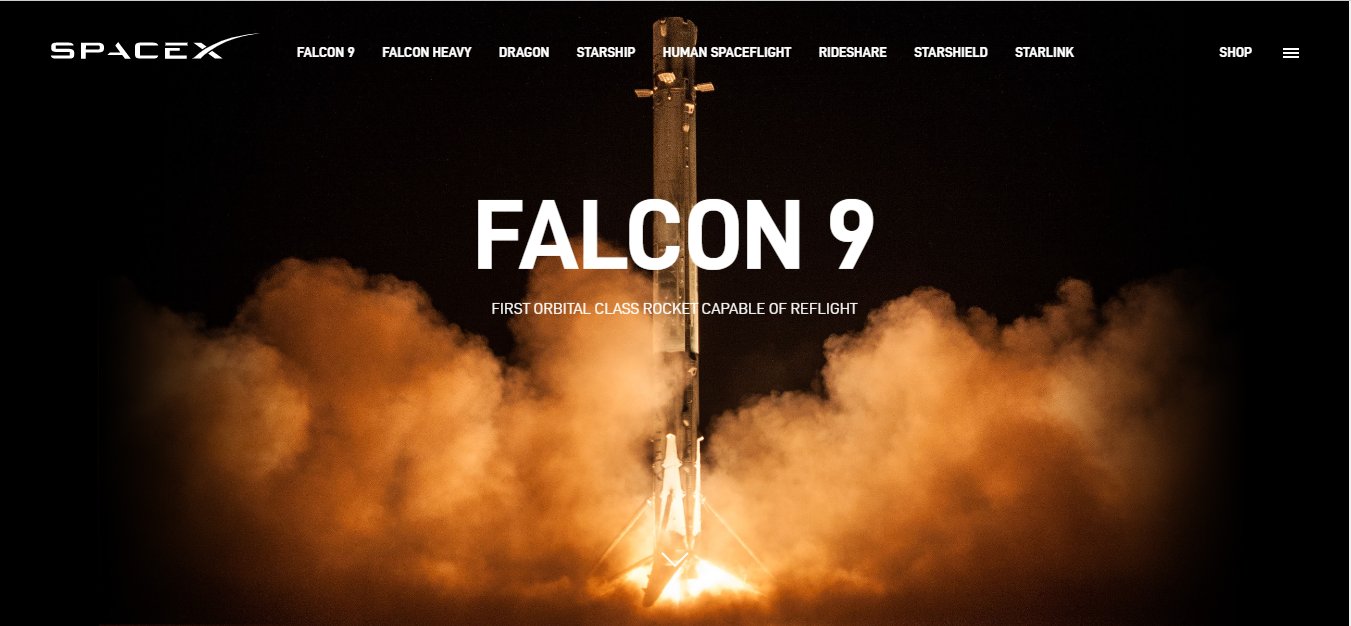 SPACEX FALCON 9 FALCON HEAVY DRAGON STARSHIP HUMAN SPACEFLIGHT RIDESHARE STARSHIELD STARLINK SHOP
FALCON 9
FIRST ORBITAL CLASS ROCKET CAPABLE OF REFLIGHT